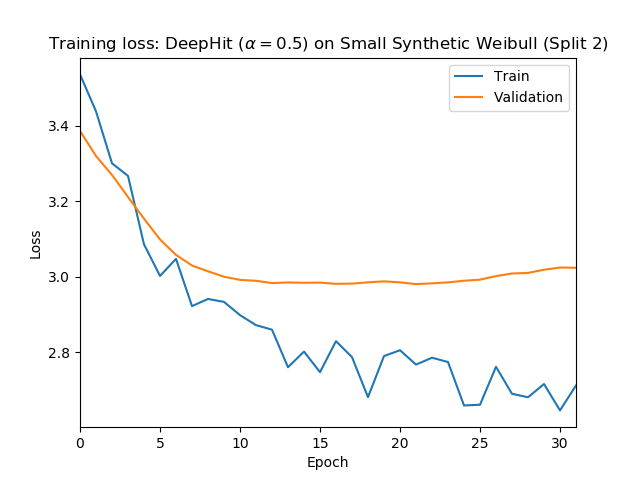 Training loss: DeepHit (α = 0.5) on Small Synthetic Weibull (Split 2)
Train
Validation
3.4
3.2
3.0
2.8
Loss
0
5
10
15
20
25
30
Epoch